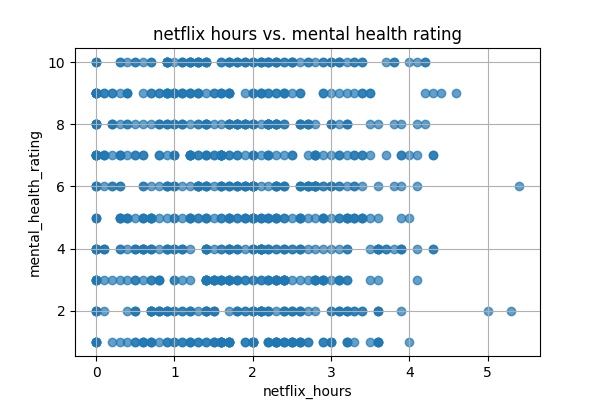 netflix hours vs. mental health rating
10
8
6
4
2
mental_health_rating
0 1 2 3 4 5
netflix_hours